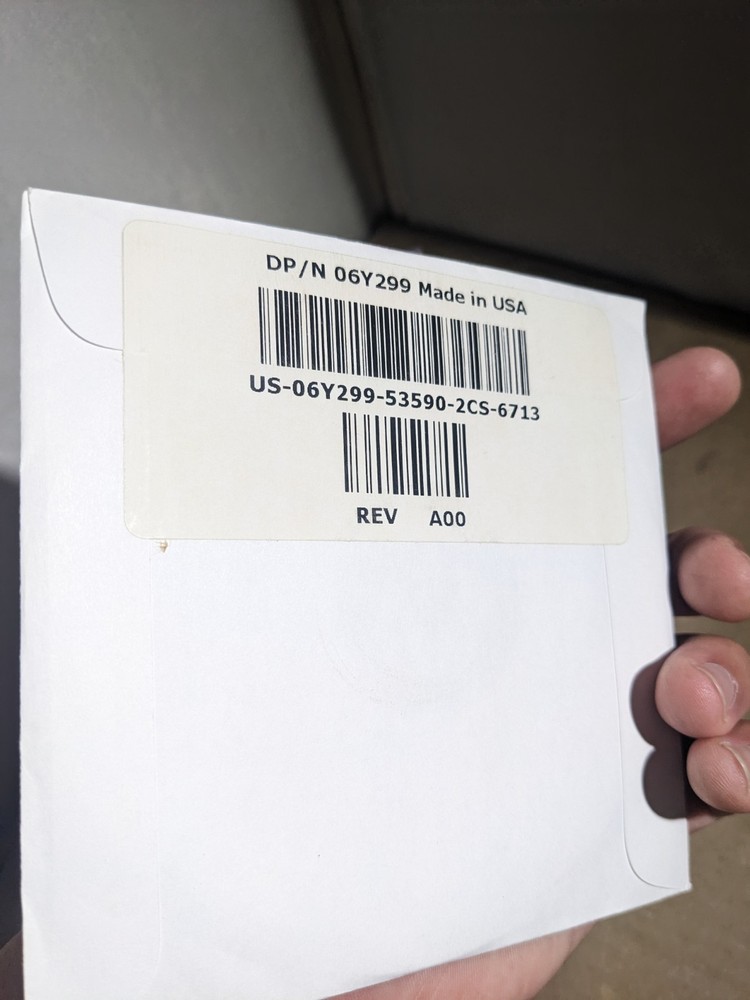 DP/N 06Y299 Made in USA
US-06Y299-53590-2CS-6713
REV A00